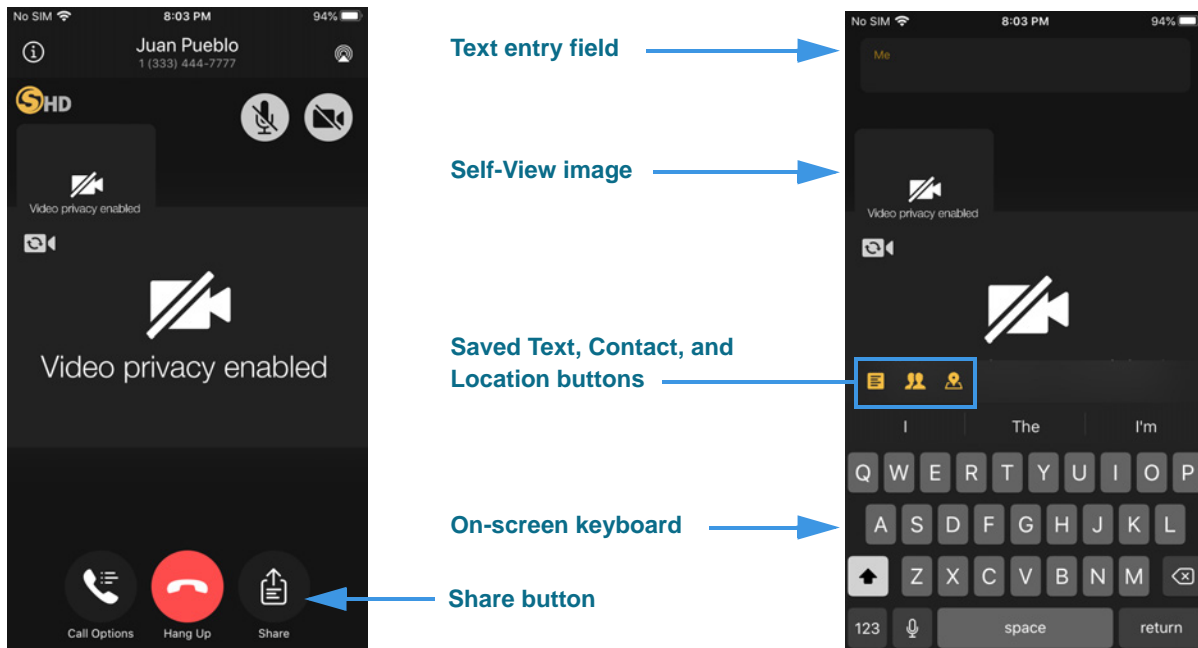 No SIM 8:03 PM 94%
Juan Pueblo
1 (333) 444-7777
SHD
Video privacy enabled
Video privacy enabled
Call Options Hang Up Share
Text entry field
Self-View image
Saved Text, Contact, and
Location buttons
On-screen keyboard
Share button
No SIM 8:03 PM 94%
Me
Video privacy enabled
I The I'm
Q W E R T Y U I O P
A S D F G H J K L
Z X C V B N M
123 space return